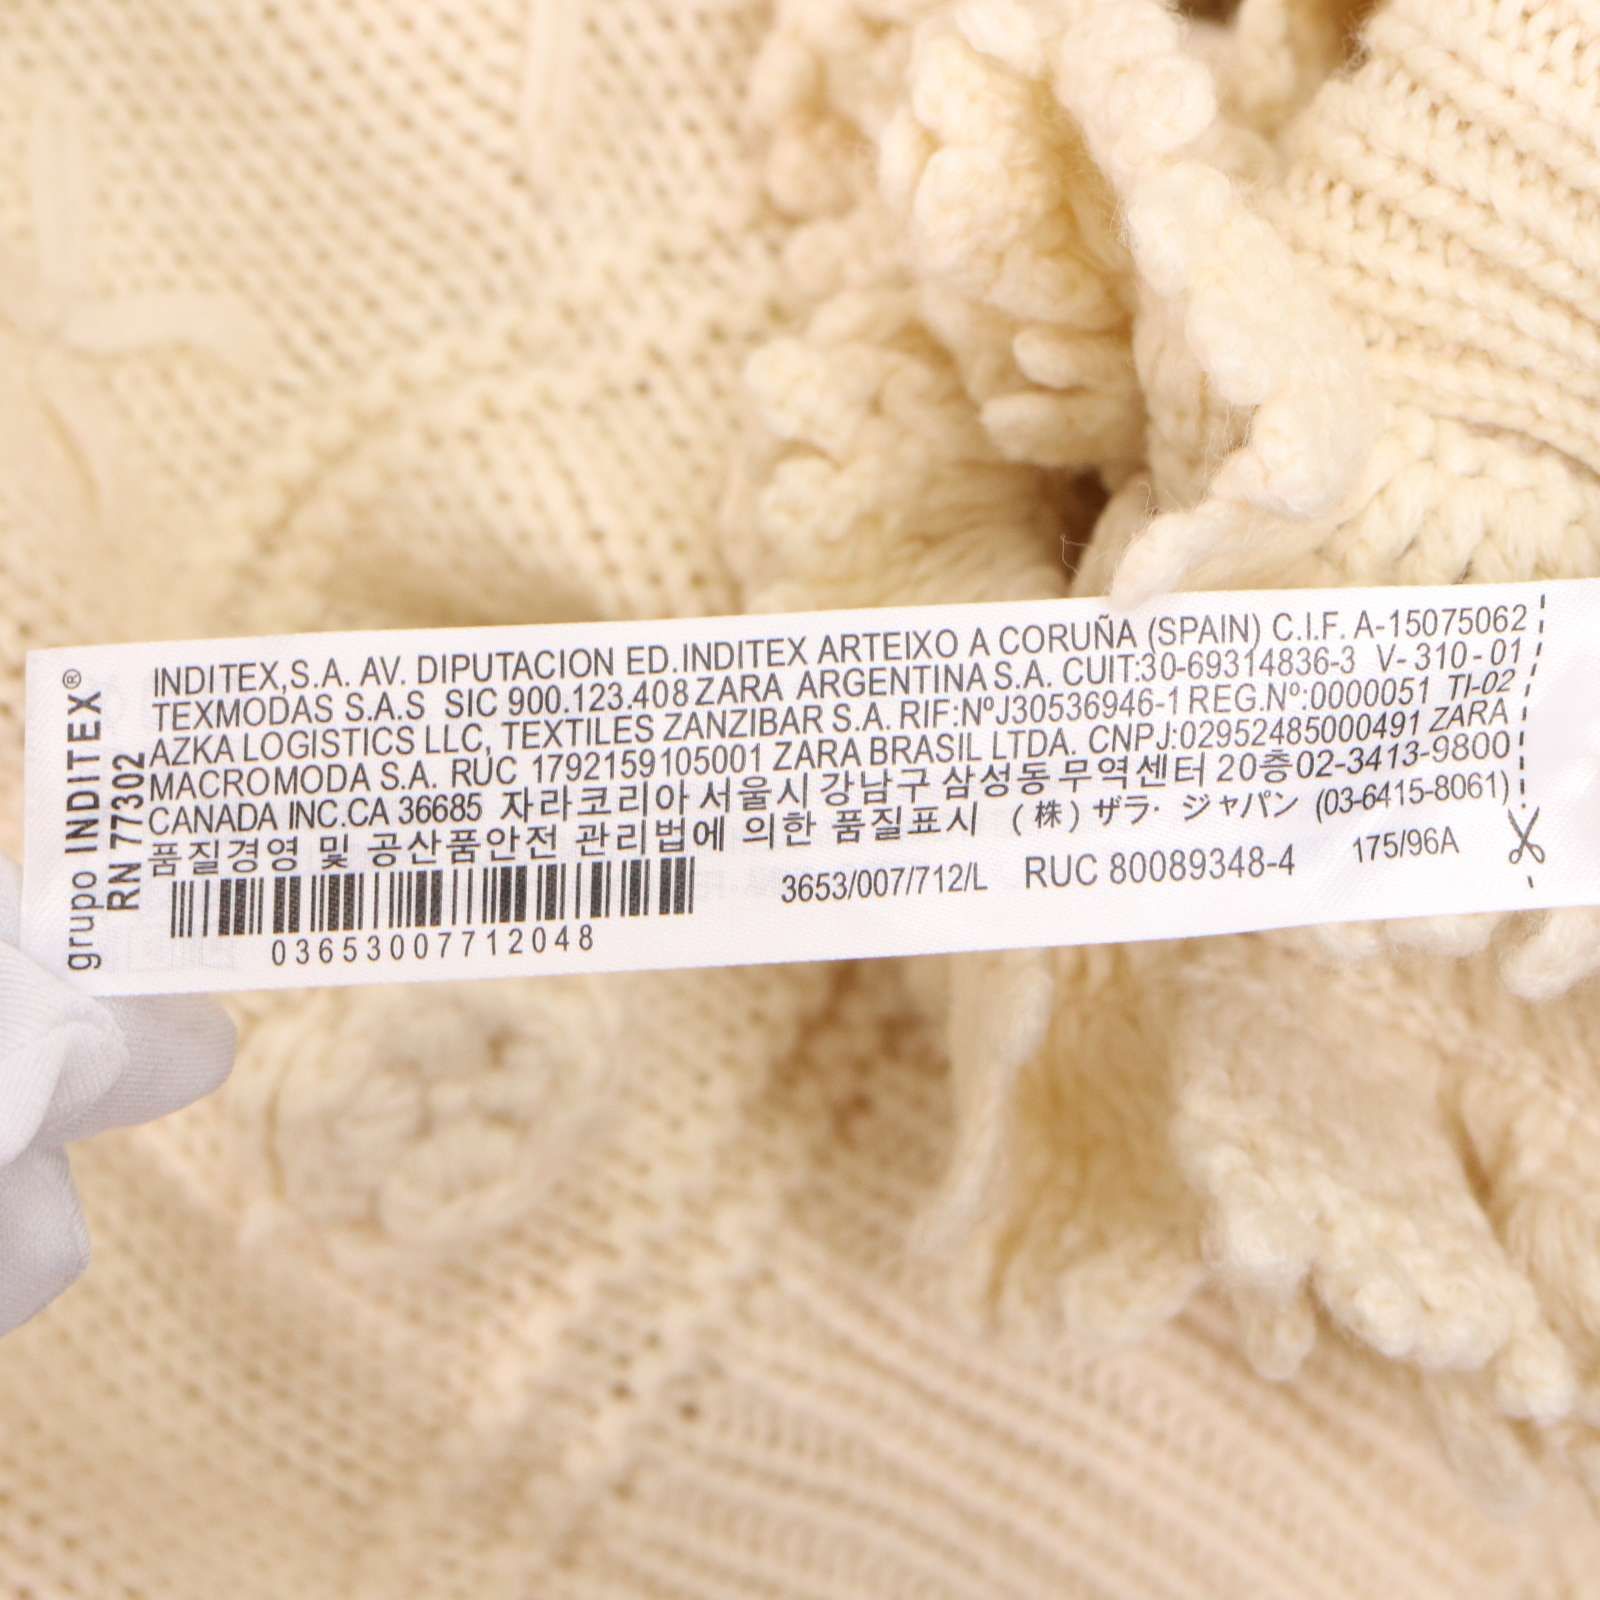 grupo INDITEX®
RN 77302
INDITEX,S.A. AV. DIPUTACION ED.INDITEX ARTEIXO A CORUÑA (SPAIN) C.I.F. A-15075062
TEXMODAS S.A.S SIC 900.123.408 ZARA ARGENTINA S.A. CUIT:30-69314836-3 V-310-01
AZKA LOGISTICS LLC, TEXTILES ZANZIBAR S.A. RIF:NºJ30536946-1 REG.Nº:0000051 TI-02
MACROMODA S.A. RUC 1792159105001 ZARA BRASIL LTDA. CNPJ:02952485000491 ZARA
CANADA INC.CA 36685 자라코리아 서울시 강남구 삼성동 무역센터 20층 02-3413-9800
품질경영 및 공산품안전 관리법에 의한 품질표시 (株) ザラ・ジャパン (03-6415-8061)
3653/007/712/L RUC 80089348-4 175/96A
03653007712048